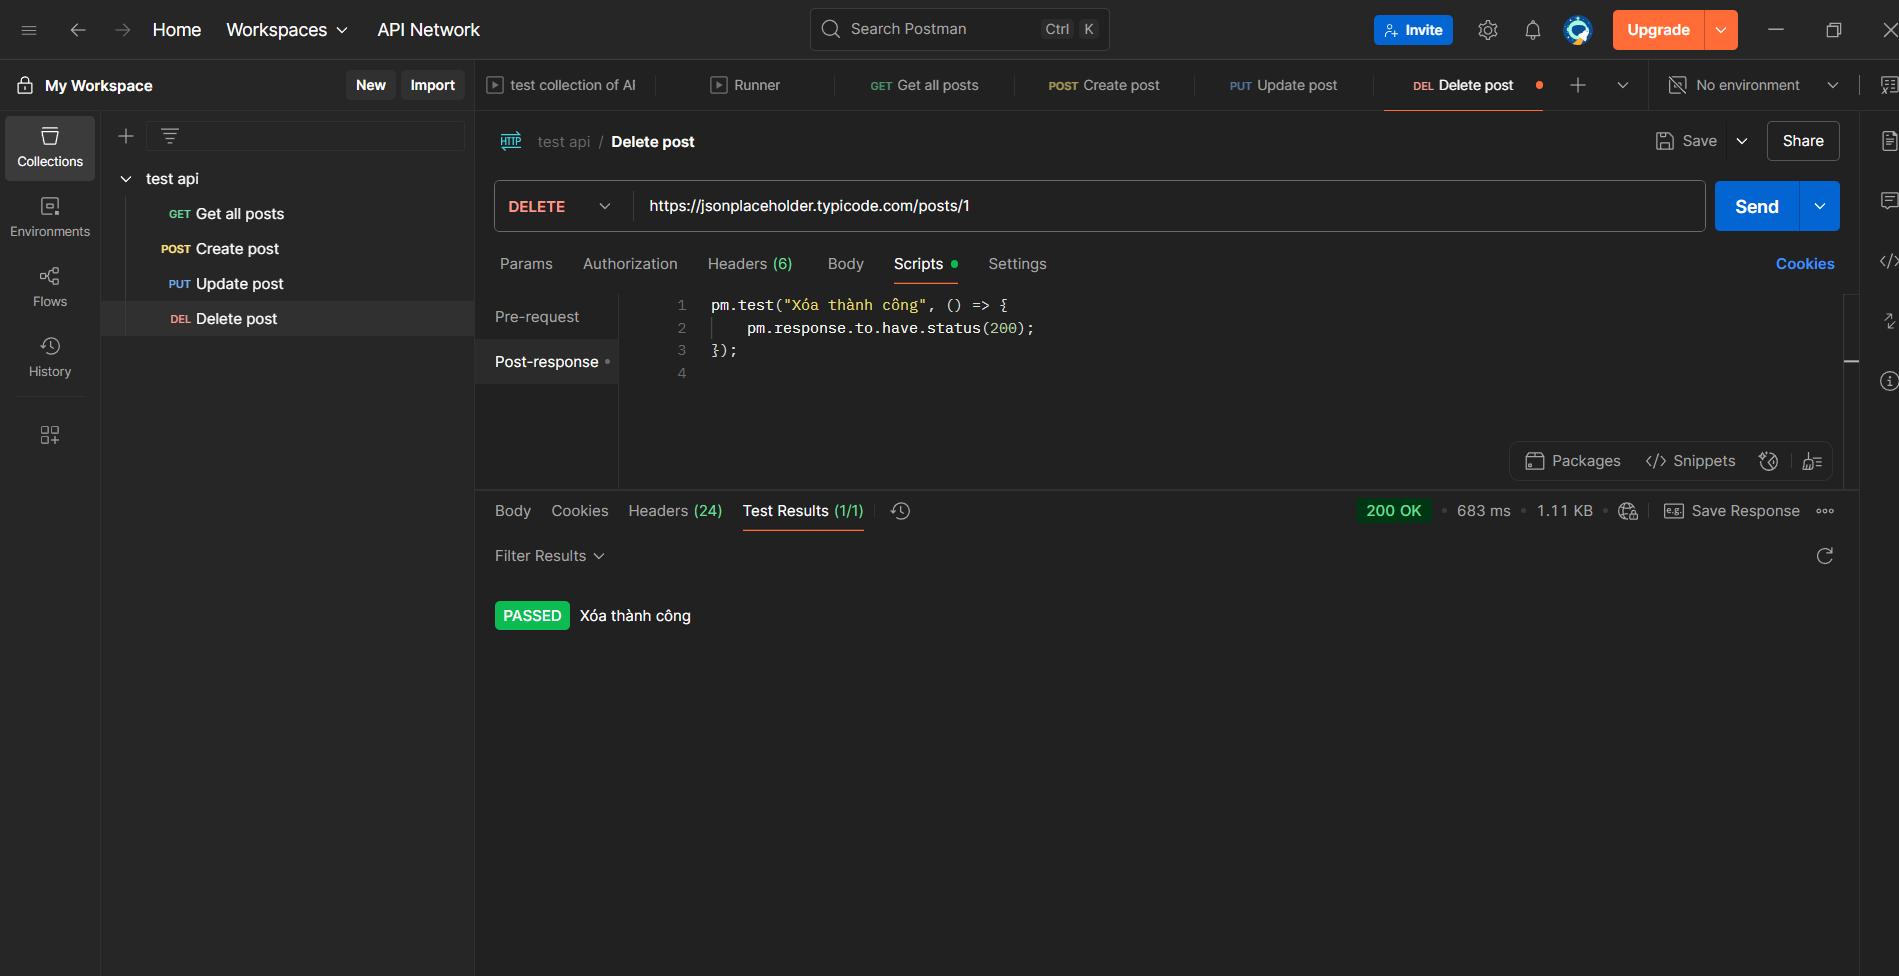 Home Workspaces API Network Search Postman Ctrl K Invite Upgrade
My Workspace New Import
test collection of AI Runner GET Get all posts POST Create post PUT Update post DEL Delete post No environment
Collections
Environments
Flows
History
test api
GET Get all posts
POST Create post
PUT Update post
DEL Delete post
HTTP test api / Delete post Save Share
DELETE https://jsonplaceholder.typicode.com/posts/1 Send
Params Authorization Headers (6) Body Scripts Settings Cookies
Pre-request
Post-response
1 pm.test("Xóa thành công", () => {
2 pm.response.to.have.status(200);
3 });
4
Packages </> Snippets
Body Cookies Headers (24) Test Results (1/1) 200 OK 683 ms 1.11 KB e.g. Save Response
Filter Results
PASSED Xóa thành công